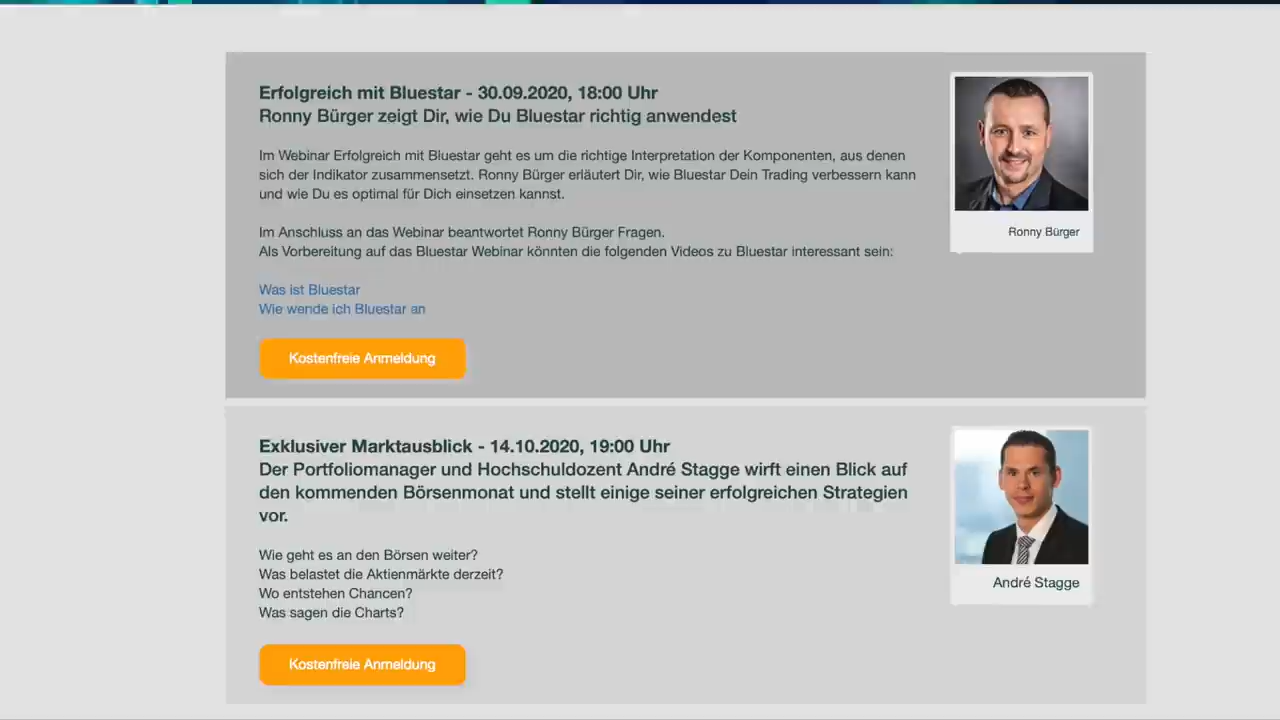 Erfolgreich mit Bluestar - 30.09.2020, 18:00 Uhr
Ronny Bürger zeigt Dir, wie Du Bluestar richtig anwendest
Im Webinar Erfolgreich mit Bluestar geht es um die richtige Interpretation der Komponenten, aus denen
sich der Indikator zusammensetzt. Ronny Bürger erläutert Dir, wie Bluestar Dein Trading verbessern kann
und wie Du es optimal für Dich einsetzen kannst.
Im Anschluss an das Webinar beantwortet Ronny Bürger Fragen.
Als Vorbereitung auf das Bluestar Webinar könnten die folgenden Videos zu Bluestar interessant sein:
Was ist Bluestar
Wie wende ich Bluestar an
Kostenfreie Anmeldung
Ronny Bürger
Exklusiver Marktausblick - 14.10.2020, 19:00 Uhr
Der Portfoliomanager und Hochschuldozent André Stagge wirft einen Blick auf
den kommenden Börsenmonat und stellt einige seiner erfolgreichen Strategien
vor.
Wie geht es an den Börsen weiter?
Was belastet die Aktienmärkte derzeit?
Wo entstehen Chancen?
Was sagen die Charts?
Kostenfreie Anmeldung
André Stagge